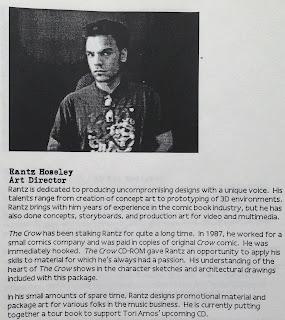 Rantz Hoseley
Art Director
Rantz is dedicated to producing uncompromising designs with a unique voice. His
talents range from creation of concept art to prototyping of 3D environments.
Rantz brings with him years of experience in the comic book industry, but he has
also done concepts, storyboards, and production art for video and multimedia.
The Crow has been stalking Rantz for quite a long time. In 1987, he worked for a
small comics company and was paid in copies of original Crow comic. He was
immediately hooked. The Crow CD-ROM gave Rantz an opportunity to apply his
skills to material for which he's always had a passion. His understanding of the
heart of The Crow shows in the character sketches and architectural drawings
included with this package.
In his small amounts of spare time, Rantz designs promotional material and
package art for various folks in the music business. He is currently putting
together a tour book to support Tori Amos' upcoming CD.